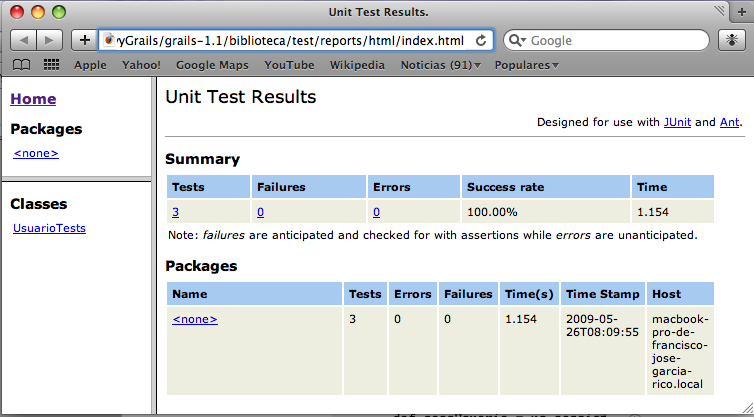 Unit Test Results.
vyGrails/grails-1.1/biblioteca/test/reports/html/index.html
Google
Apple Yahoo! Google Maps YouTube Wikipedia Noticias (91) Populares
Home
Packages
<none>
Classes
UsuarioTests
Unit Test Results
Designed for use with JUnit and Ant.
Summary
Tests Failures Errors Success rate Time
3 0 0 100.00% 1.154
Note: failures are anticipated and checked for with assertions while errors are unanticipated.
Packages
Name Tests Errors Failures Time(s) Time Stamp Host
<none> 3 0 0 1.154 2009-05-26T08:09:55 macbook-
pro-de-
francisco-
jose-
garcia-
rico.local